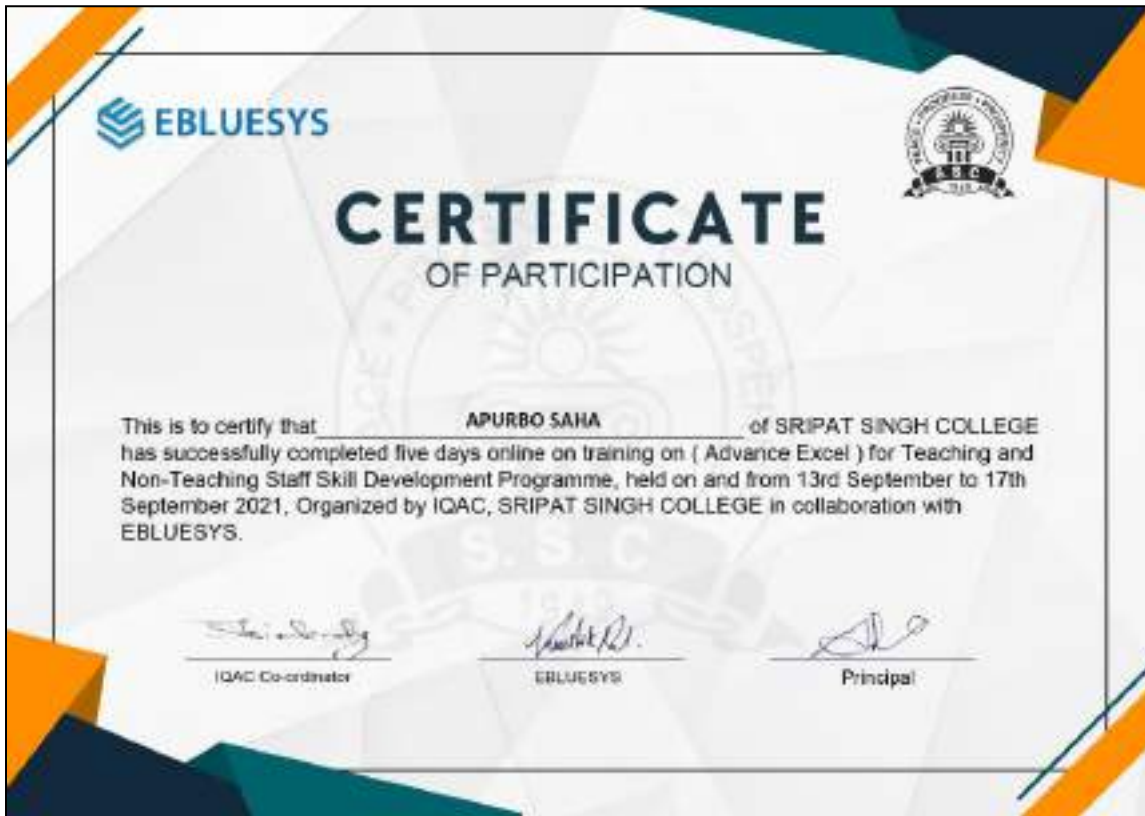 EBLUESYS
PEACE • PROGRESS • PROSPERITY
S S C
CERTIFICATE
OF PARTICIPATION
This is to certify that APURBO SAHA of SRIPAT SINGH COLLEGE
has successfully completed five days online on training on ( Advance Excel ) for Teaching and
Non-Teaching Staff Skill Development Programme, held on and from 13rd September to 17th
September 2021, Organized by IQAC, SRIPAT SINGH COLLEGE in collaboration with
EBLUESYS.
S. S. C
IQAC Co-ordinator
EBLUESYS
Principal